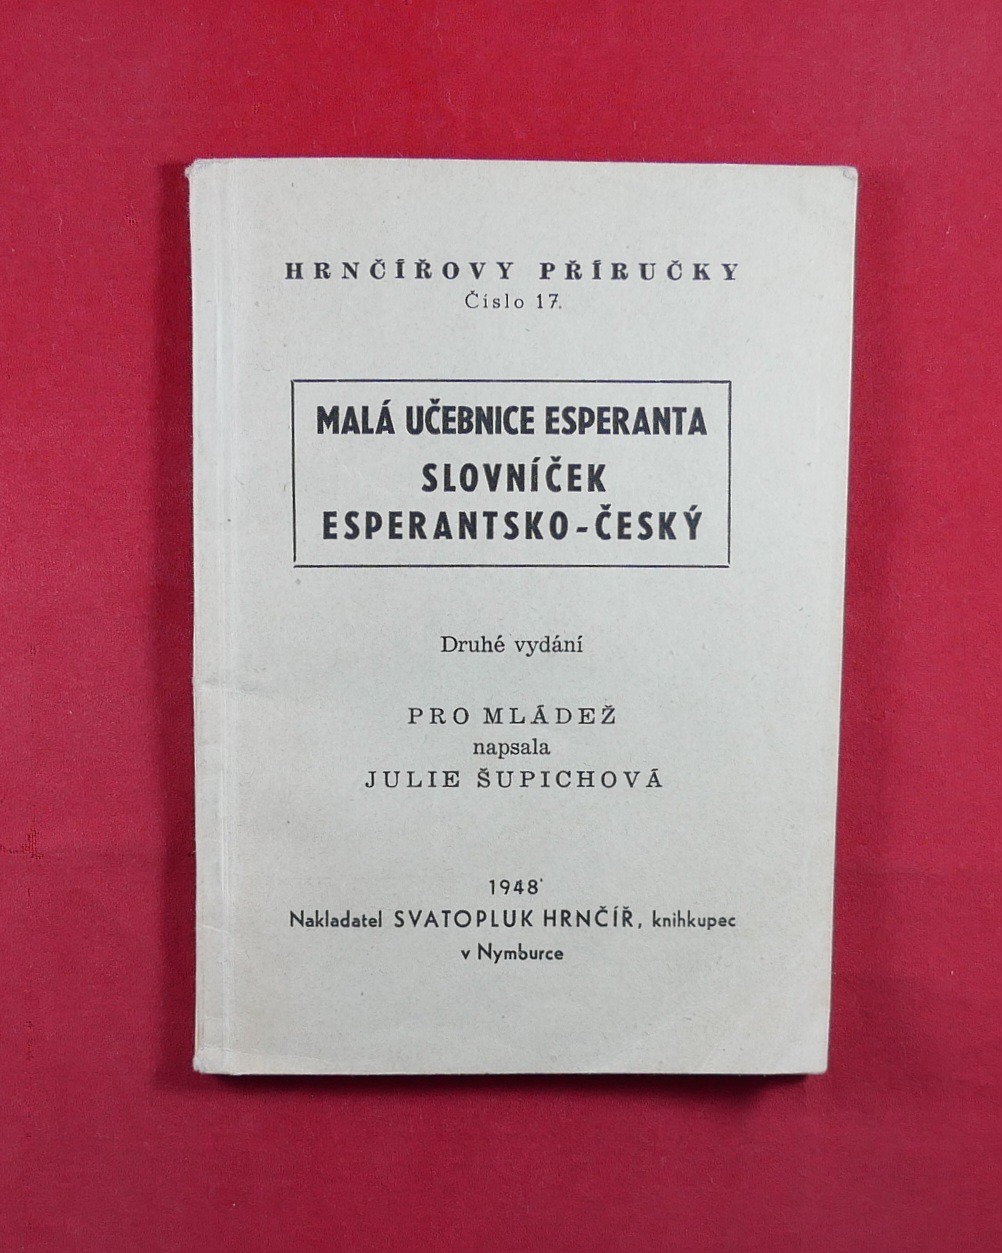 HRNČÍŘOVY PŘÍRUČKY
Číslo 17.
MALÁ UČEBNICE ESPERANTA
SLOVNÍČEK
ESPERANTSKO-ČESKÝ
Druhé vydání
PRO MLÁDEŽ
napsala
JULIE ŠUPICHOVÁ
1948
Nakladatel SVATOPLUK HRNČÍŘ, knihkupec
v Nymburce